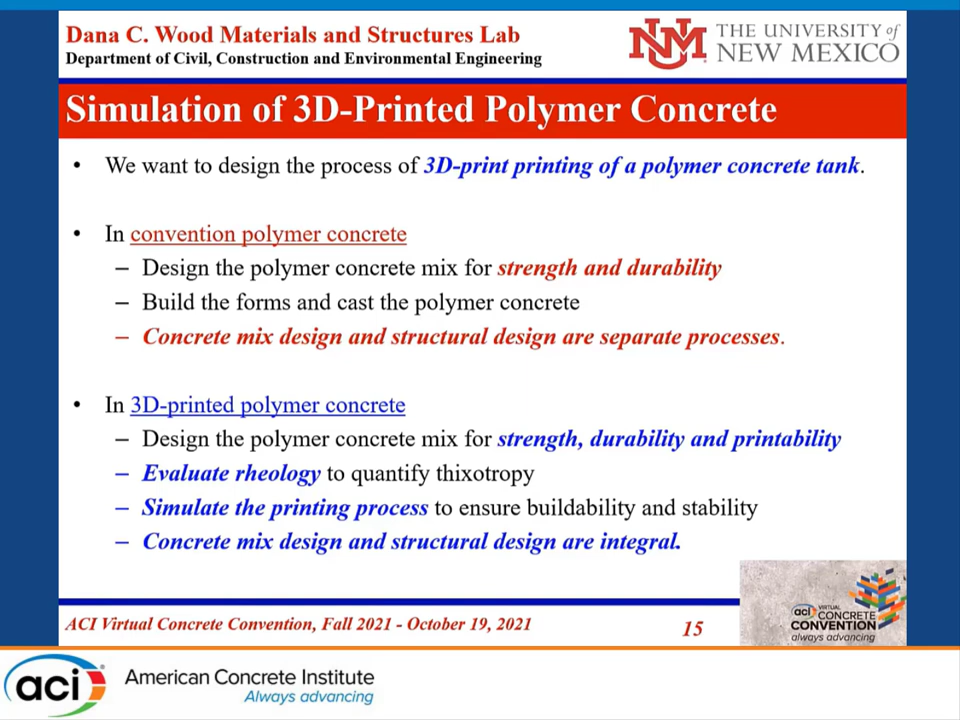 Dana C. Wood Materials and Structures Lab
Department of Civil, Construction and Environmental Engineering
UNM
THE UNIVERSITY of
NEW MEXICO
Simulation of 3D-Printed Polymer Concrete
• We want to design the process of 3D-print printing of a polymer concrete tank.
• In convention polymer concrete
– Design the polymer concrete mix for strength and durability
– Build the forms and cast the polymer concrete
– Concrete mix design and structural design are separate processes.
• In 3D-printed polymer concrete
– Design the polymer concrete mix for strength, durability and printability
– Evaluate rheology to quantify thixotropy
– Simulate the printing process to ensure buildability and stability
– Concrete mix design and structural design are integral.
ACI Virtual Concrete Convention, Fall 2021 - October 19, 2021
15
aci VIRTUAL
CONCRETE
CONVENTION
always advancing
aci
American Concrete Institute
Always advancing